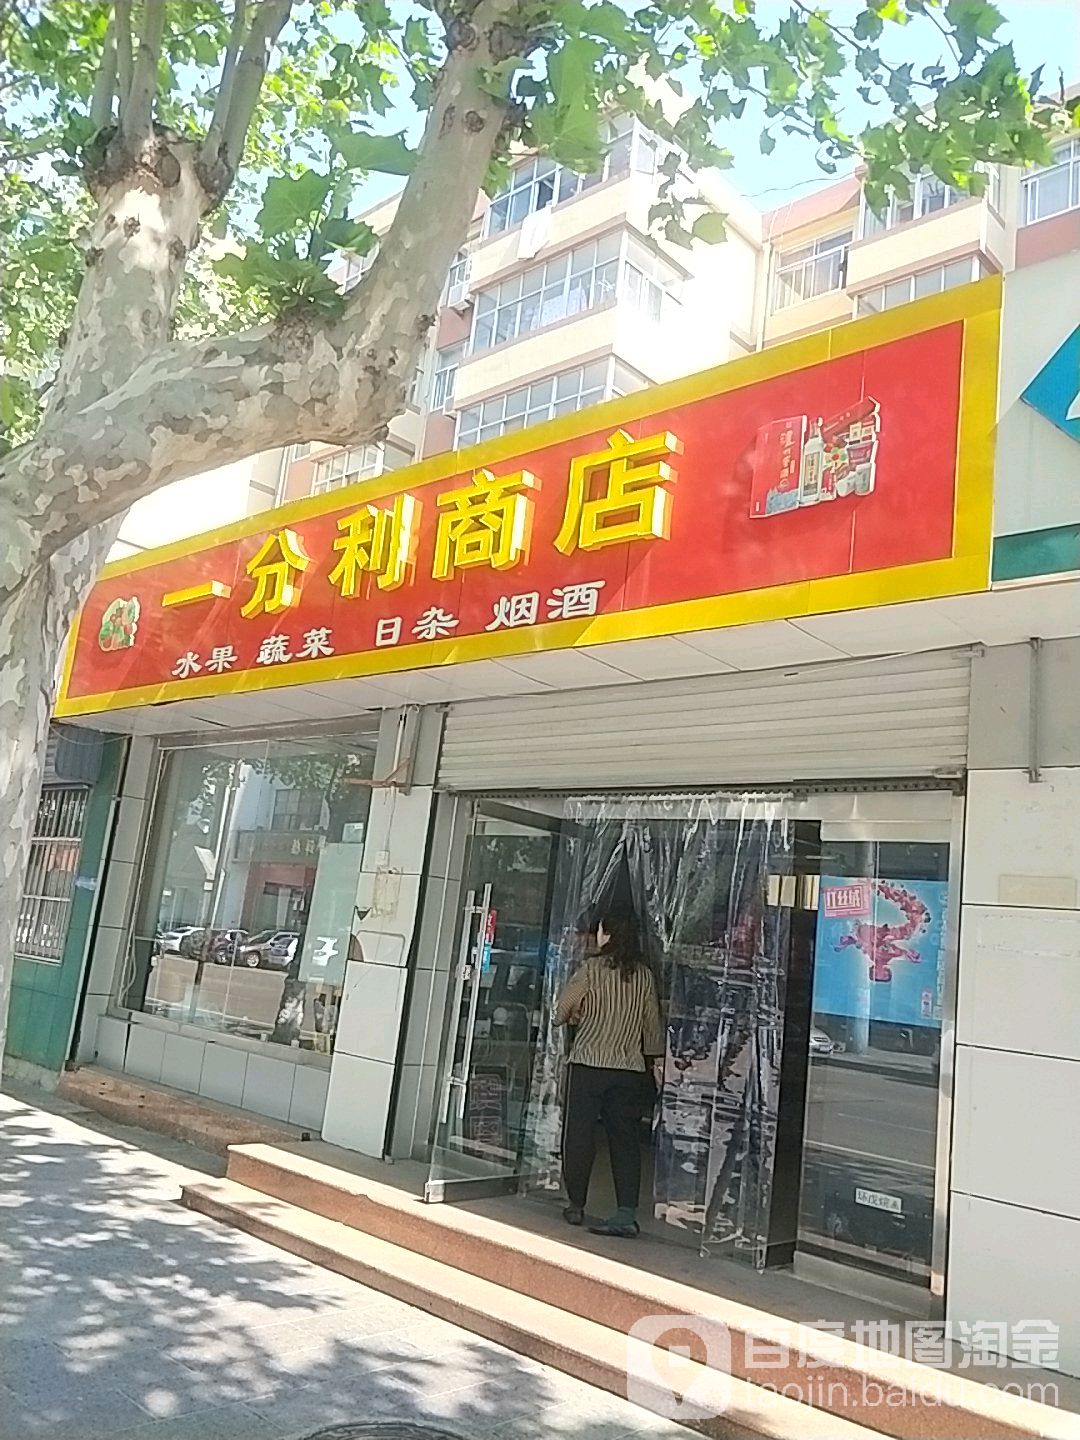 一分利商店
水果 蔬菜 日杂 烟酒
百度地图淘金
taojin.baidu.com